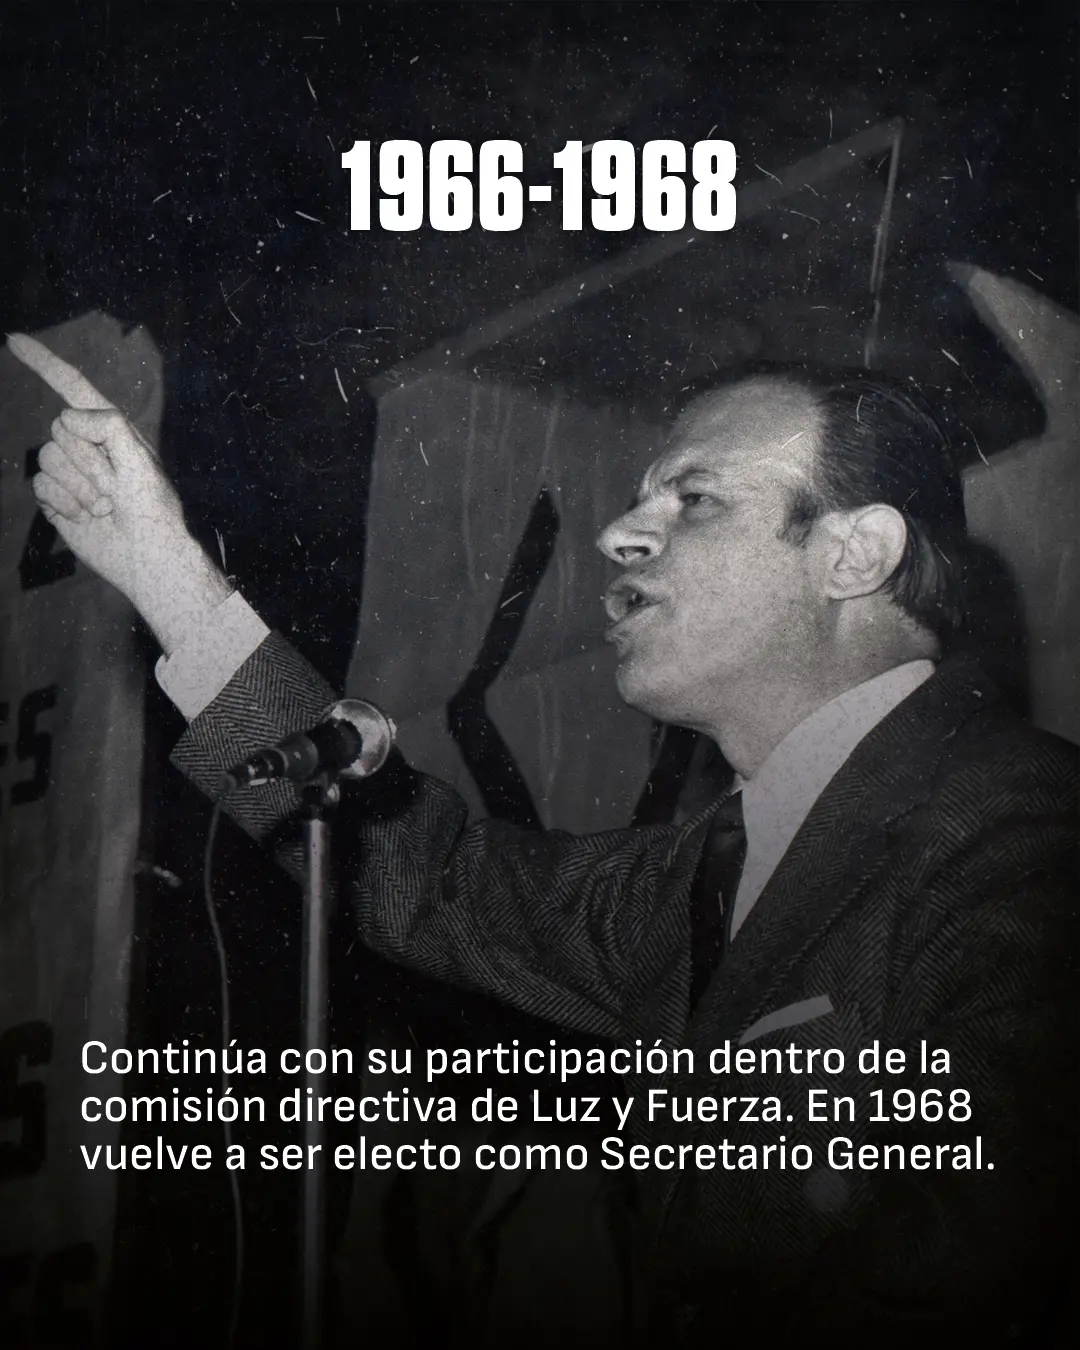 1966-1968
Continúa con su participación dentro de la
comisión directiva de Luz y Fuerza. En 1968
vuelve a ser electo como Secretario General.